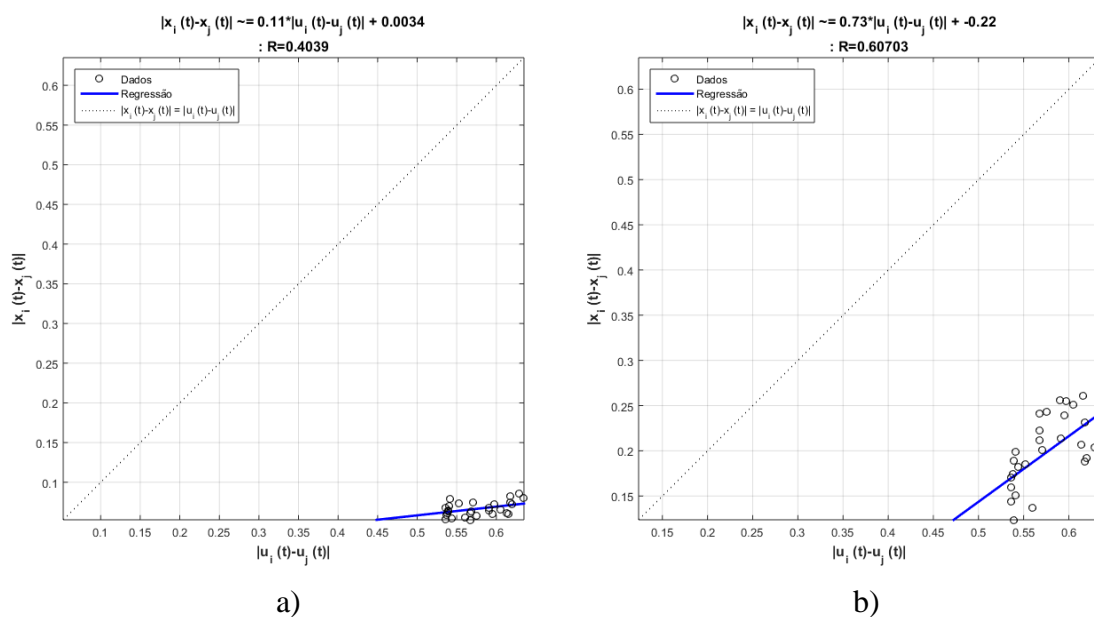 |x_i (t)-x_j (t)| ~= 0.11*|u_i (t)-u_j (t)| + 0.0034
: R=0.4039
Dados
Regressão
|x_i (t)-x_j (t)| = |u_i (t)-u_j (t)|
0.6
0.55
0.5
0.45
0.4
0.35
0.3
0.25
0.2
0.15
0.1
|x_i (t)-x_j (t)|
0.1 0.15 0.2 0.25 0.3 0.35 0.4 0.45 0.5 0.55 0.6
|u_i (t)-u_j (t)|
a)
|x_i (t)-x_j (t)| ~= 0.73*|u_i (t)-u_j (t)| + -0.22
: R=0.60703
Dados
Regressão
|x_i (t)-x_j (t)| = |u_i (t)-u_j (t)|
0.6
0.55
0.5
0.45
0.4
0.35
0.3
0.25
0.2
0.15
|x_i (t)-x_j (t)|
0.15 0.2 0.25 0.3 0.35 0.4 0.45 0.5 0.55 0.6
|u_i (t)-u_j (t)|
b)